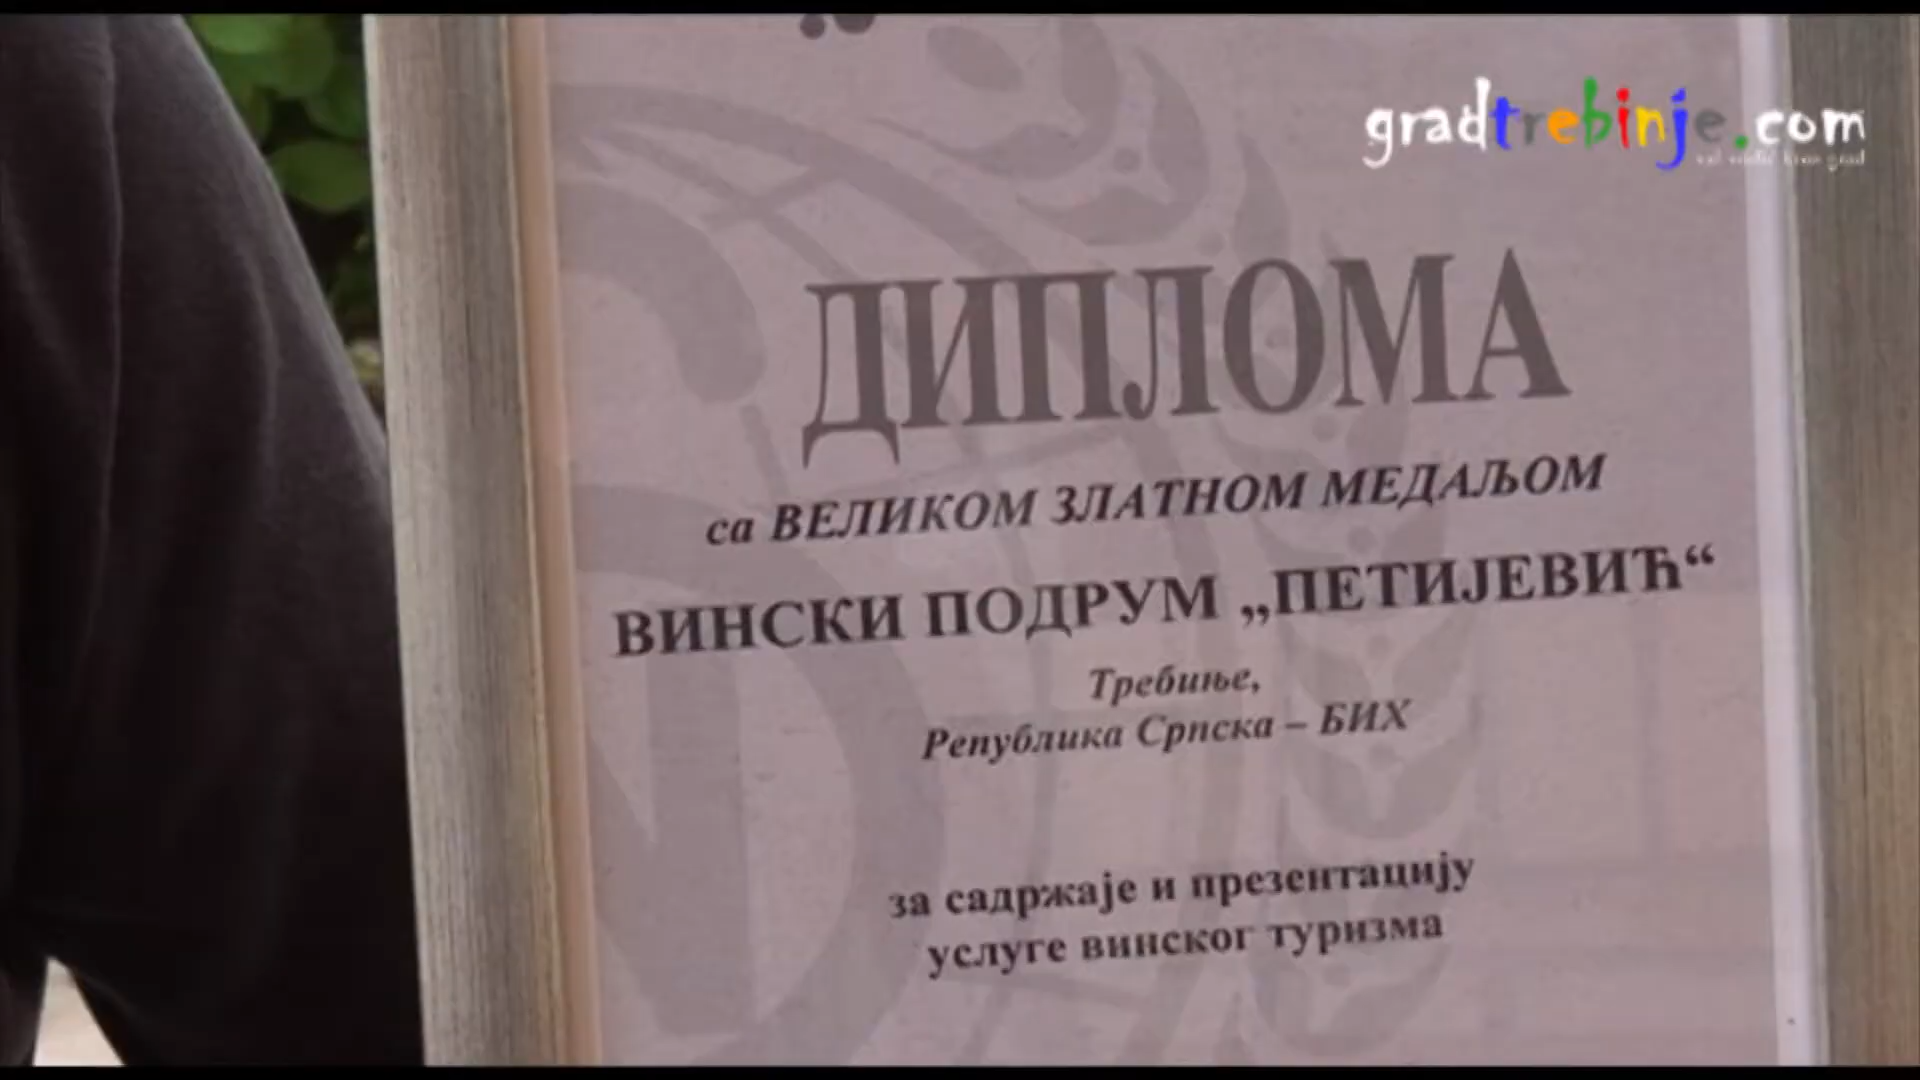 gradtrebinje.com
ДИПЛОМА
са ВЕЛИКОМ ЗЛАТНОМ МЕДАЉОМ
ВИНСКИ ПОДРУМ „ПЕТИЈЕВИЋ“
Требиње,
Република Српска – БИХ
за садржаје и презентацију
услуге винског туризма